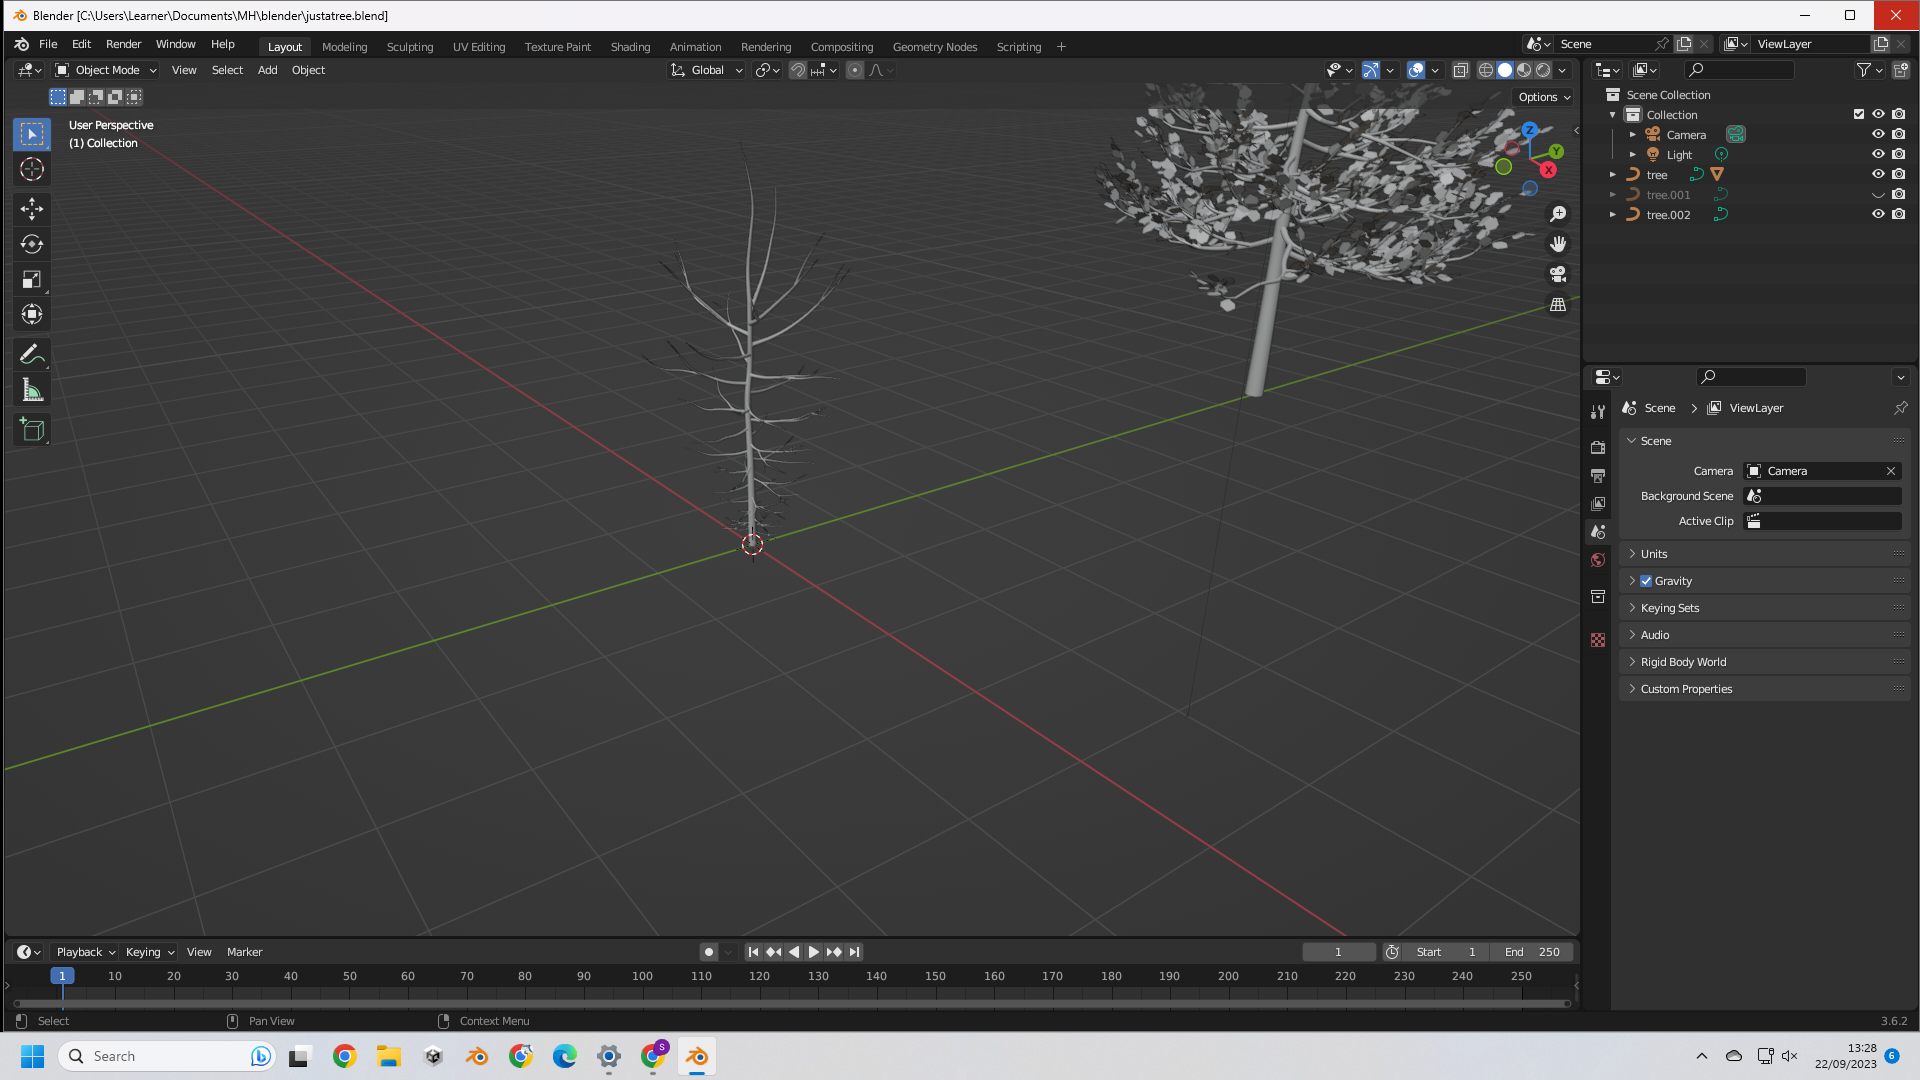 Blender [C:\Users\Learner\Documents\MH\blender\justatree.blend]
File Edit Render Window Help Layout Modeling Sculpting UV Editing Texture Paint Shading Animation Rendering Compositing Geometry Nodes Scripting + Scene ViewLayer
Object Mode View Select Add Object Global
Options
User Perspective
(1) Collection
Z
Y
X
Scene Collection
Collection
Camera
Light
tree
tree.001
tree.002
Scene ViewLayer
Scene
Camera Camera
Background Scene
Active Clip
Units
Gravity
Keying Sets
Audio
Rigid Body World
Custom Properties
Playback Keying View Marker 1 Start 1 End 250
1 10 20 30 40 50 60 70 80 90 100 110 120 130 140 150 160 170 180 190 200 210 220 230 240 250
Select Pan View Context Menu 3.6.2
Search S 13:28
22/09/2023 6